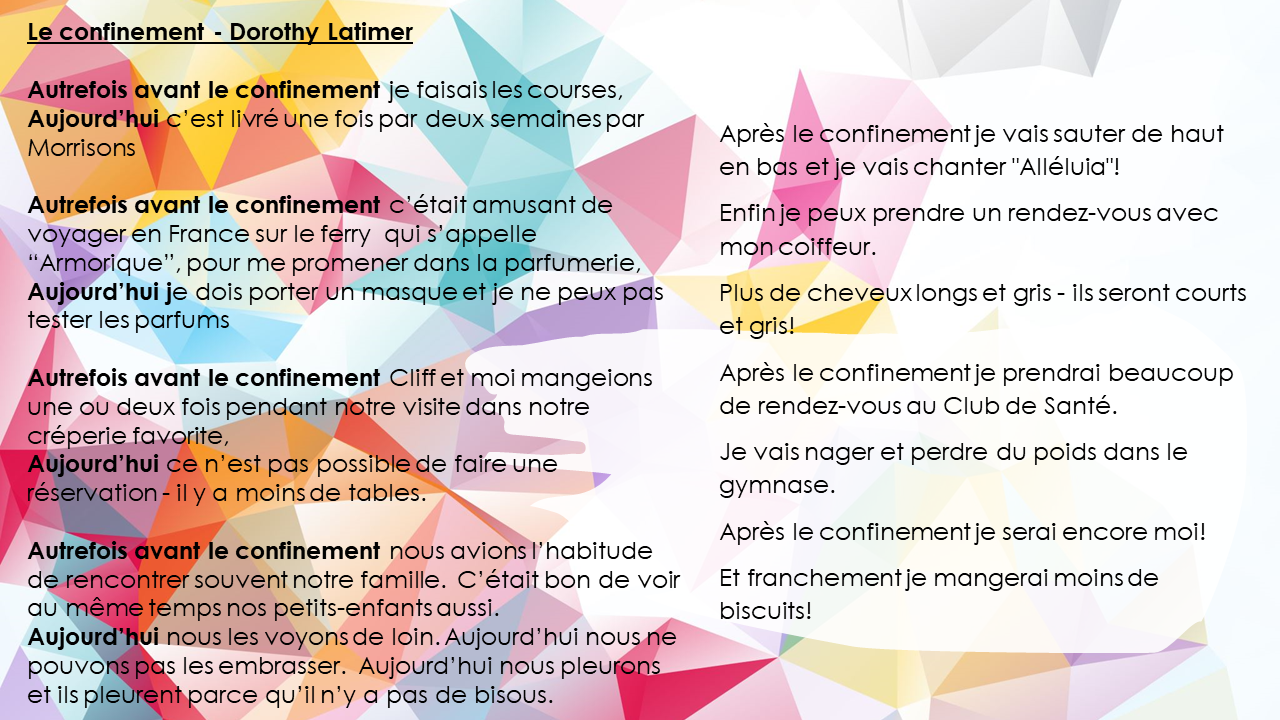 Le confinement - Dorothy Latimer
Autrefois avant le confinement je faisais les courses,
Aujourd’hui c’est livré une fois par deux semaines par
Morrisons
Autrefois avant le confinement c’était amusant de
voyager en France sur le ferry qui s’appelle
“Armorique”, pour me promener dans la parfumerie,
Aujourd’hui je dois porter un masque et je ne peux pas
tester les parfums
Autrefois avant le confinement Cliff et moi mangeions
une ou deux fois pendant notre visite dans notre
créperie favorite,
Aujourd’hui ce n’est pas possible de faire une
réservation - il y a moins de tables.
Autrefois avant le confinement nous avions l’habitude
de rencontrer souvent notre famille. C’était bon de voir
au même temps nos petits-enfants aussi.
Aujourd’hui nous les voyons de loin. Aujourd’hui nous ne
pouvons pas les embrasser. Aujourd’hui nous pleurons
et ils pleurent parce qu’il n’y a pas de bisous.
Après le confinement je vais sauter de haut
en bas et je vais chanter "Alléluia"!
Enfin je peux prendre un rendez-vous avec
mon coiffeur.
Plus de cheveux longs et gris - ils seront courts
et gris!
Après le confinement je prendrai beaucoup
de rendez-vous au Club de Santé.
Je vais nager et perdre du poids dans le
gymnase.
Après le confinement je serai encore moi!
Et franchement je mangerai moins de
biscuits!